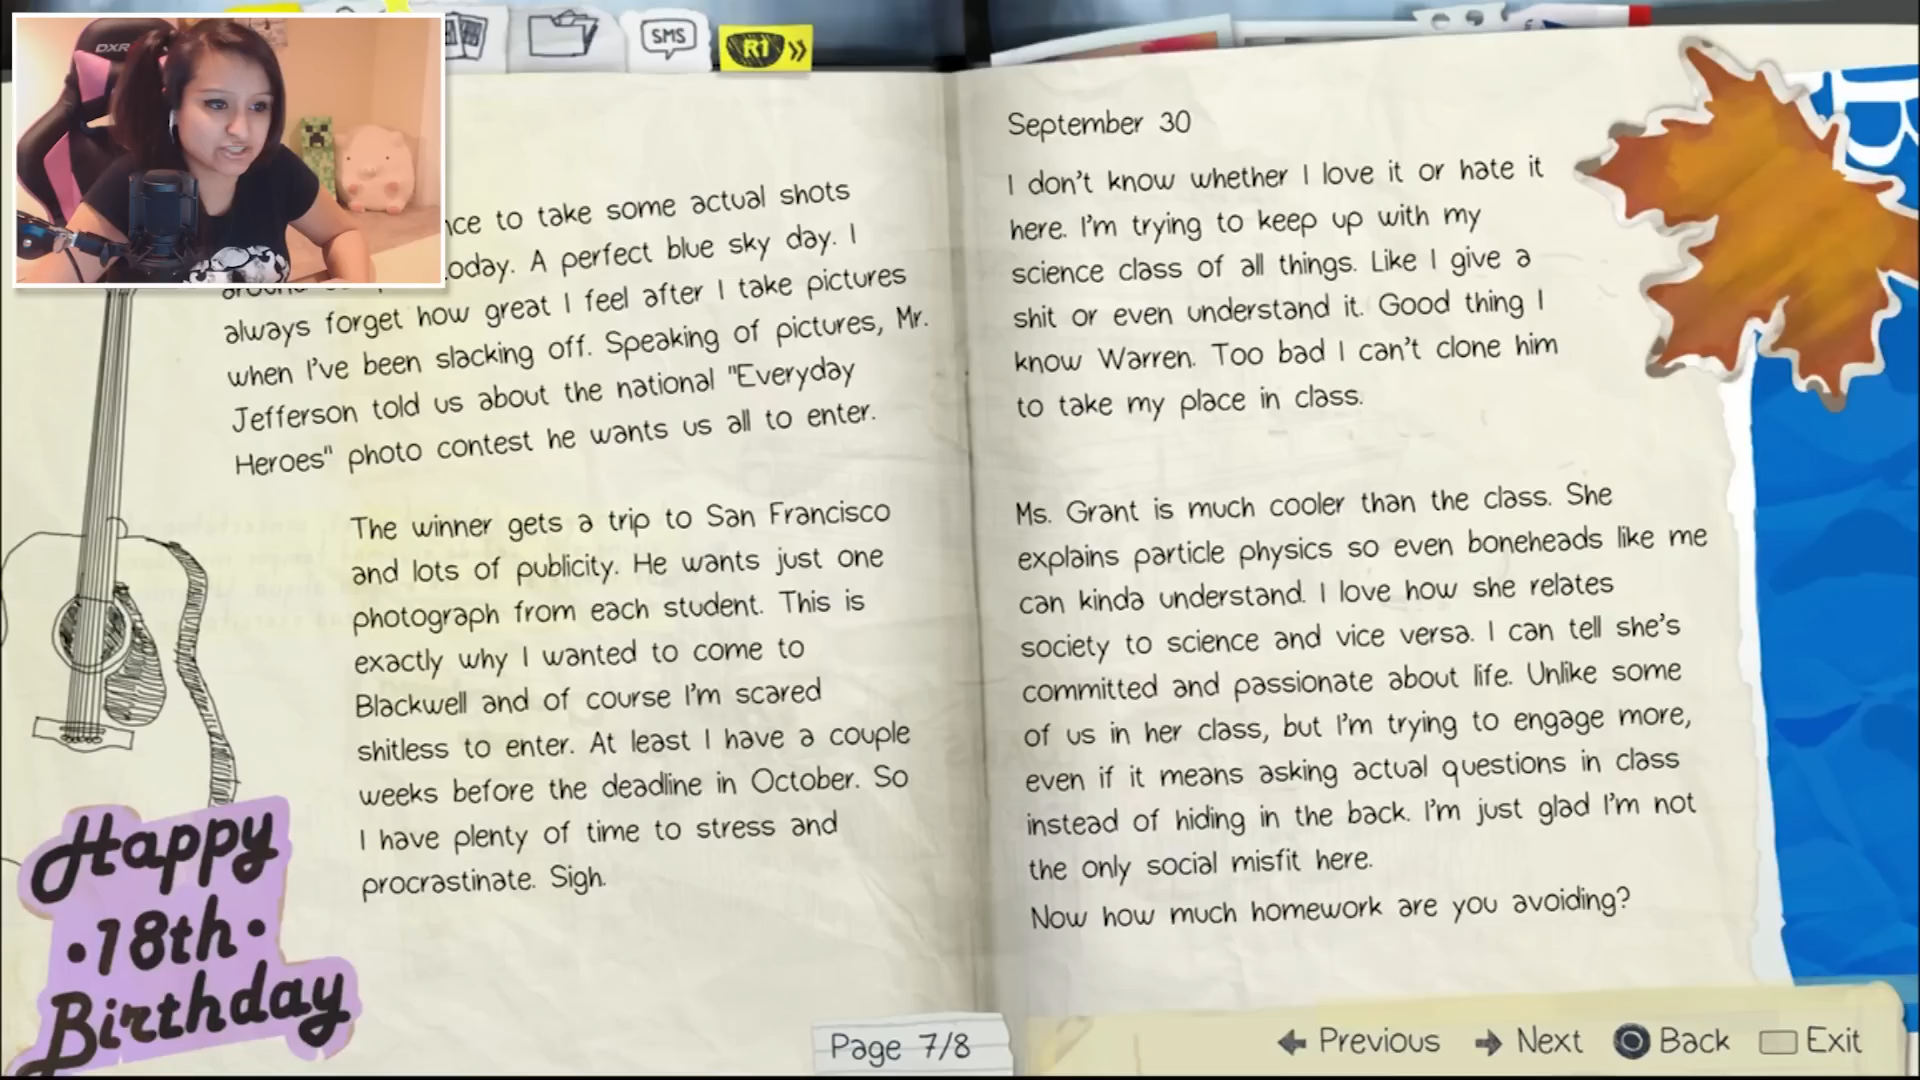 DXR
SMS
R1
nce to take some actual shots
today. A perfect blue sky day. I
always forget how great I feel after I take pictures
when I've been slacking off. Speaking of pictures, Mr.
Jefferson told us about the national "Everyday
Heroes" photo contest he wants us all to enter.
The winner gets a trip to San Francisco
and lots of publicity. He wants just one
photograph from each student. This is
exactly why I wanted to come to
Blackwell and of course I'm scared
shitless to enter. At least I have a couple
weeks before the deadline in October. So
I have plenty of time to stress and
procrastinate. Sigh.
Happy
•18th•
Birthday
September 30
I don't know whether I love it or hate it
here. I'm trying to keep up with my
science class of all things. Like I give a
shit or even understand it. Good thing I
know Warren. Too bad I can't clone him
to take my place in class.
Ms. Grant is much cooler than the class. She
explains particle physics so even boneheads like me
can kinda understand. I love how she relates
society to science and vice versa. I can tell she's
committed and passionate about life. Unlike some
of us in her class, but I'm trying to engage more,
even if it means asking actual questions in class
instead of hiding in the back. I'm just glad I'm not
the only social misfit here.
Now how much homework are you avoiding?
B
Page 7/8
Previous Next Back Exit